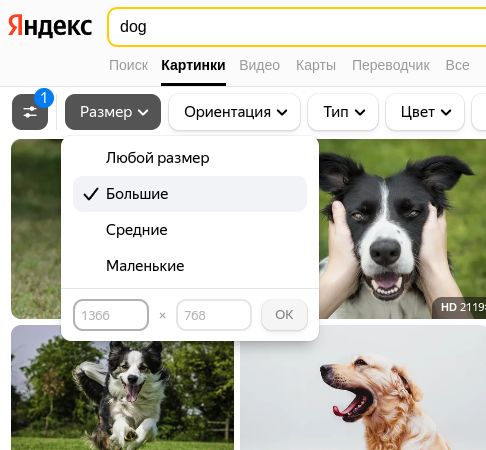 Яндекс
dog
Поиск Картинки Видео Карты Переводчик Все
1
Размер Ориентация Тип Цвет
Любой размер
Большие
Средние
Маленькие
1366 × 768 OK
HD 2119